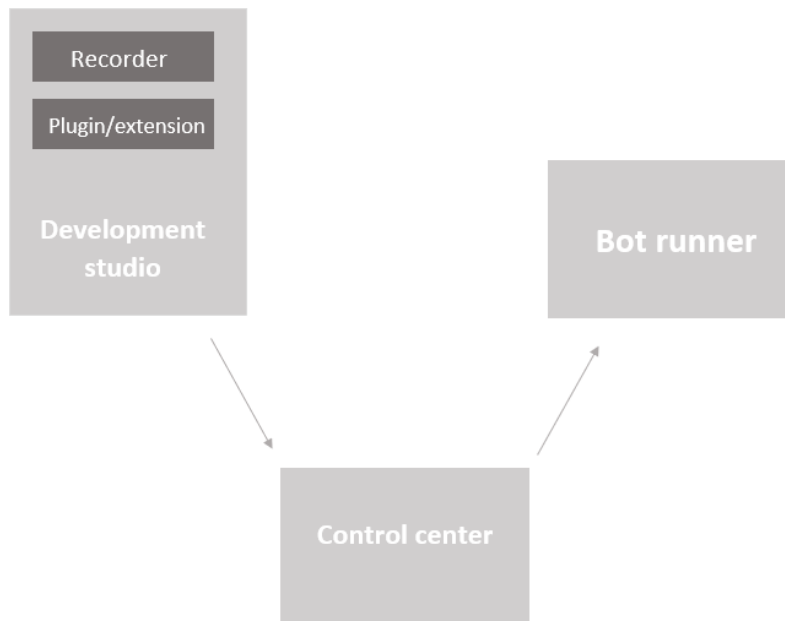 Recorder
Plugin/extension
Development
studio
Bot runner
Control center